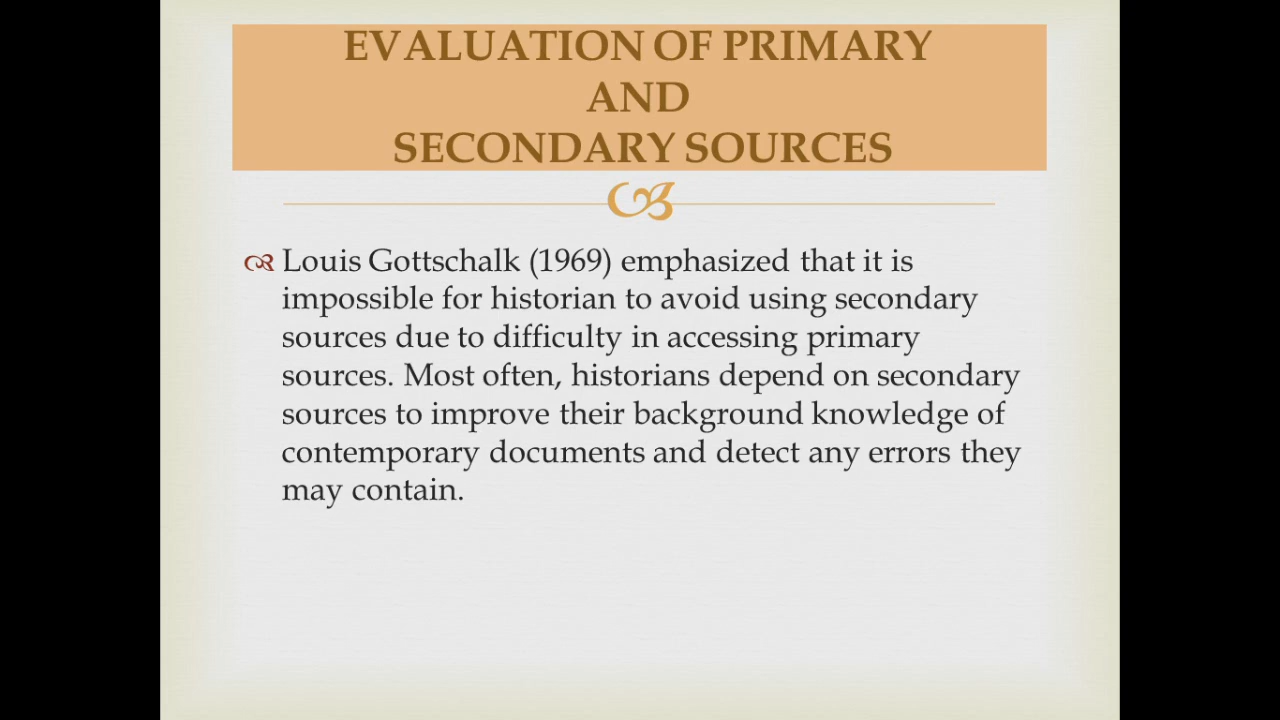 EVALUATION OF PRIMARY
AND
SECONDARY SOURCES
Louis Gottschalk (1969) emphasized that it is
impossible for historian to avoid using secondary
sources due to difficulty in accessing primary
sources. Most often, historians depend on secondary
sources to improve their background knowledge of
contemporary documents and detect any errors they
may contain.